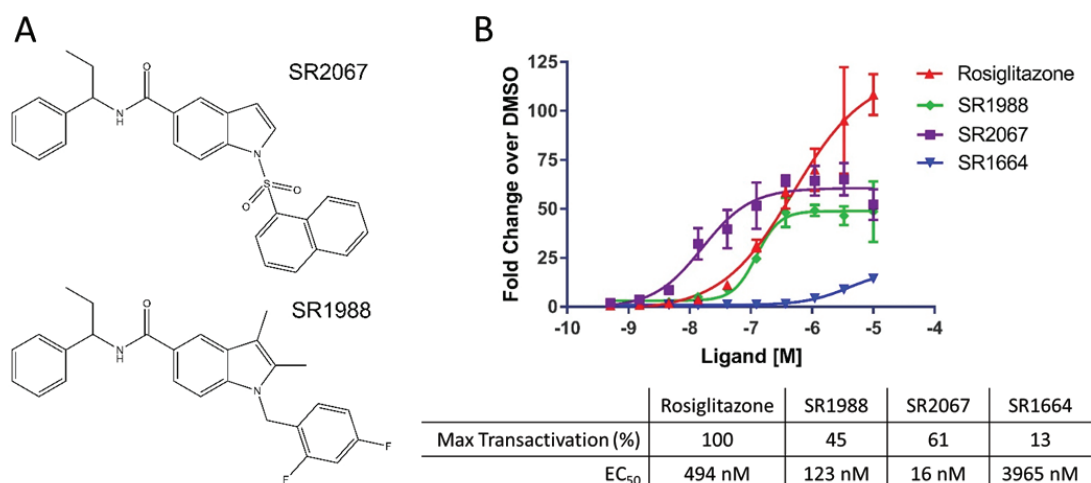 A
SR2067
O
N
H
N
O
S
O
SR1988
O
N
H
N
F
F
B
Fold Change over DMSO
125
100
75
50
25
0
-10 -9 -8 -7 -6 -5 -4
Ligand [M]
Rosiglitazone
SR1988
SR2067
SR1664
Rosiglitazone SR1988 SR2067 SR1664
Max Transactivation (%) 100 45 61 13
EC50 494 nM 123 nM 16 nM 3965 nM